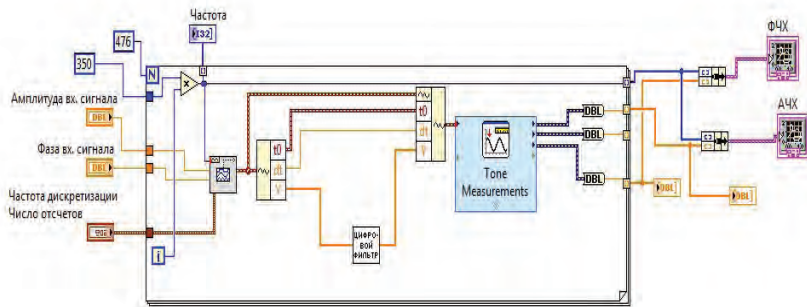 Частота
I32
ФЧХ
476
N
350
x
Амплитуда вх. сигнала
DBL
t0
t0
dt
DBL
АЧХ
Фаза вх. сигнала
DBL
dt
Y
DBL
Y
Tone
Measurements
DBL
DBL
DBL
Частота дискретизации
Число отсчетов
i
ЦИФРО-
ВОЙ
ФИЛЬТР